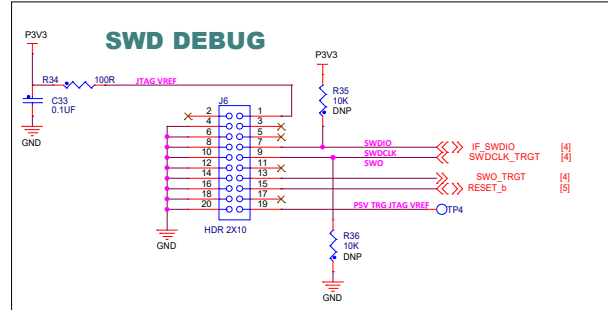 SWD DEBUG
P3V3
P3V3
R34
100R
JTAG VREF
C33
0.1UF
GND
J6
R35
10K
DNP
2 1
4 3
6 5
8 7
10 9
12 11
14 13
16 15
18 17
20 19
SWDIO
SWDCLK
SWO
IF_SWDIO [4]
SWDCLK_TRGT [4]
SWO_TRGT [4]
RESET_b [5]
P5V TRG JTAG VREF
TP4
HDR 2X10
GND
R36
10K
DNP
GND